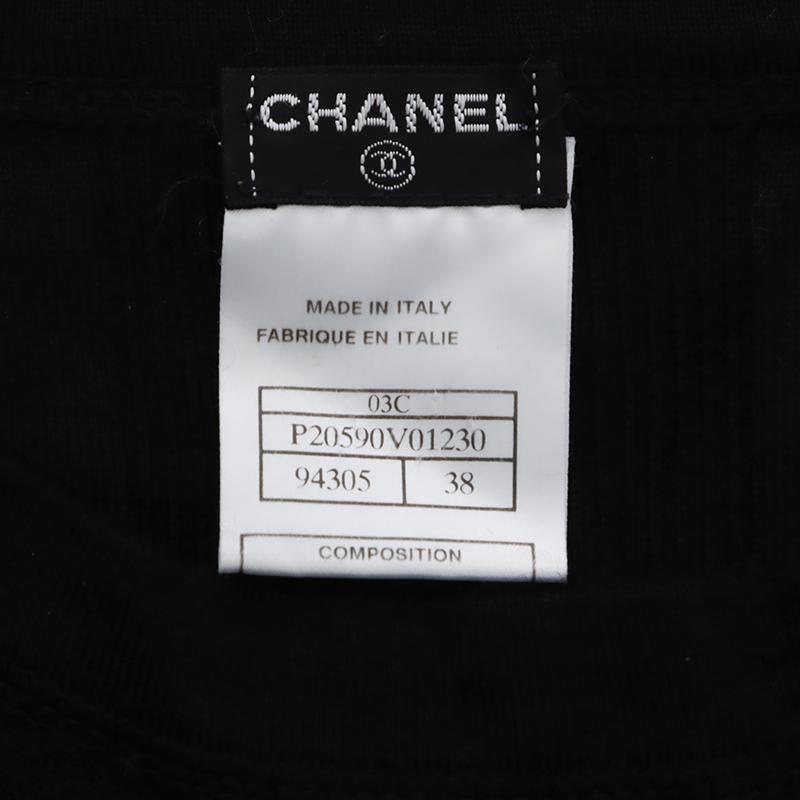 CHANEL
MADE IN ITALY
FABRIQUE EN ITALIE
03C
P20590V01230
94305 38
COMPOSITION